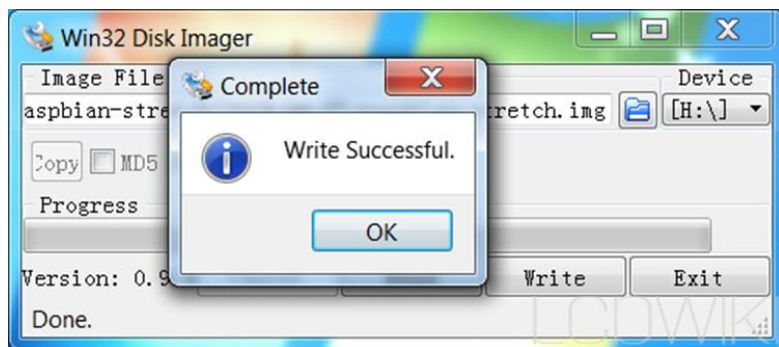 Win32 Disk Imager
Image File
Device
aspbian-stre
retch.img
[H:\]
Complete
Write Successful.
OK
Copy
MD5
Progress
Version: 0.9
Write
Exit
Done.
LCDWIKI